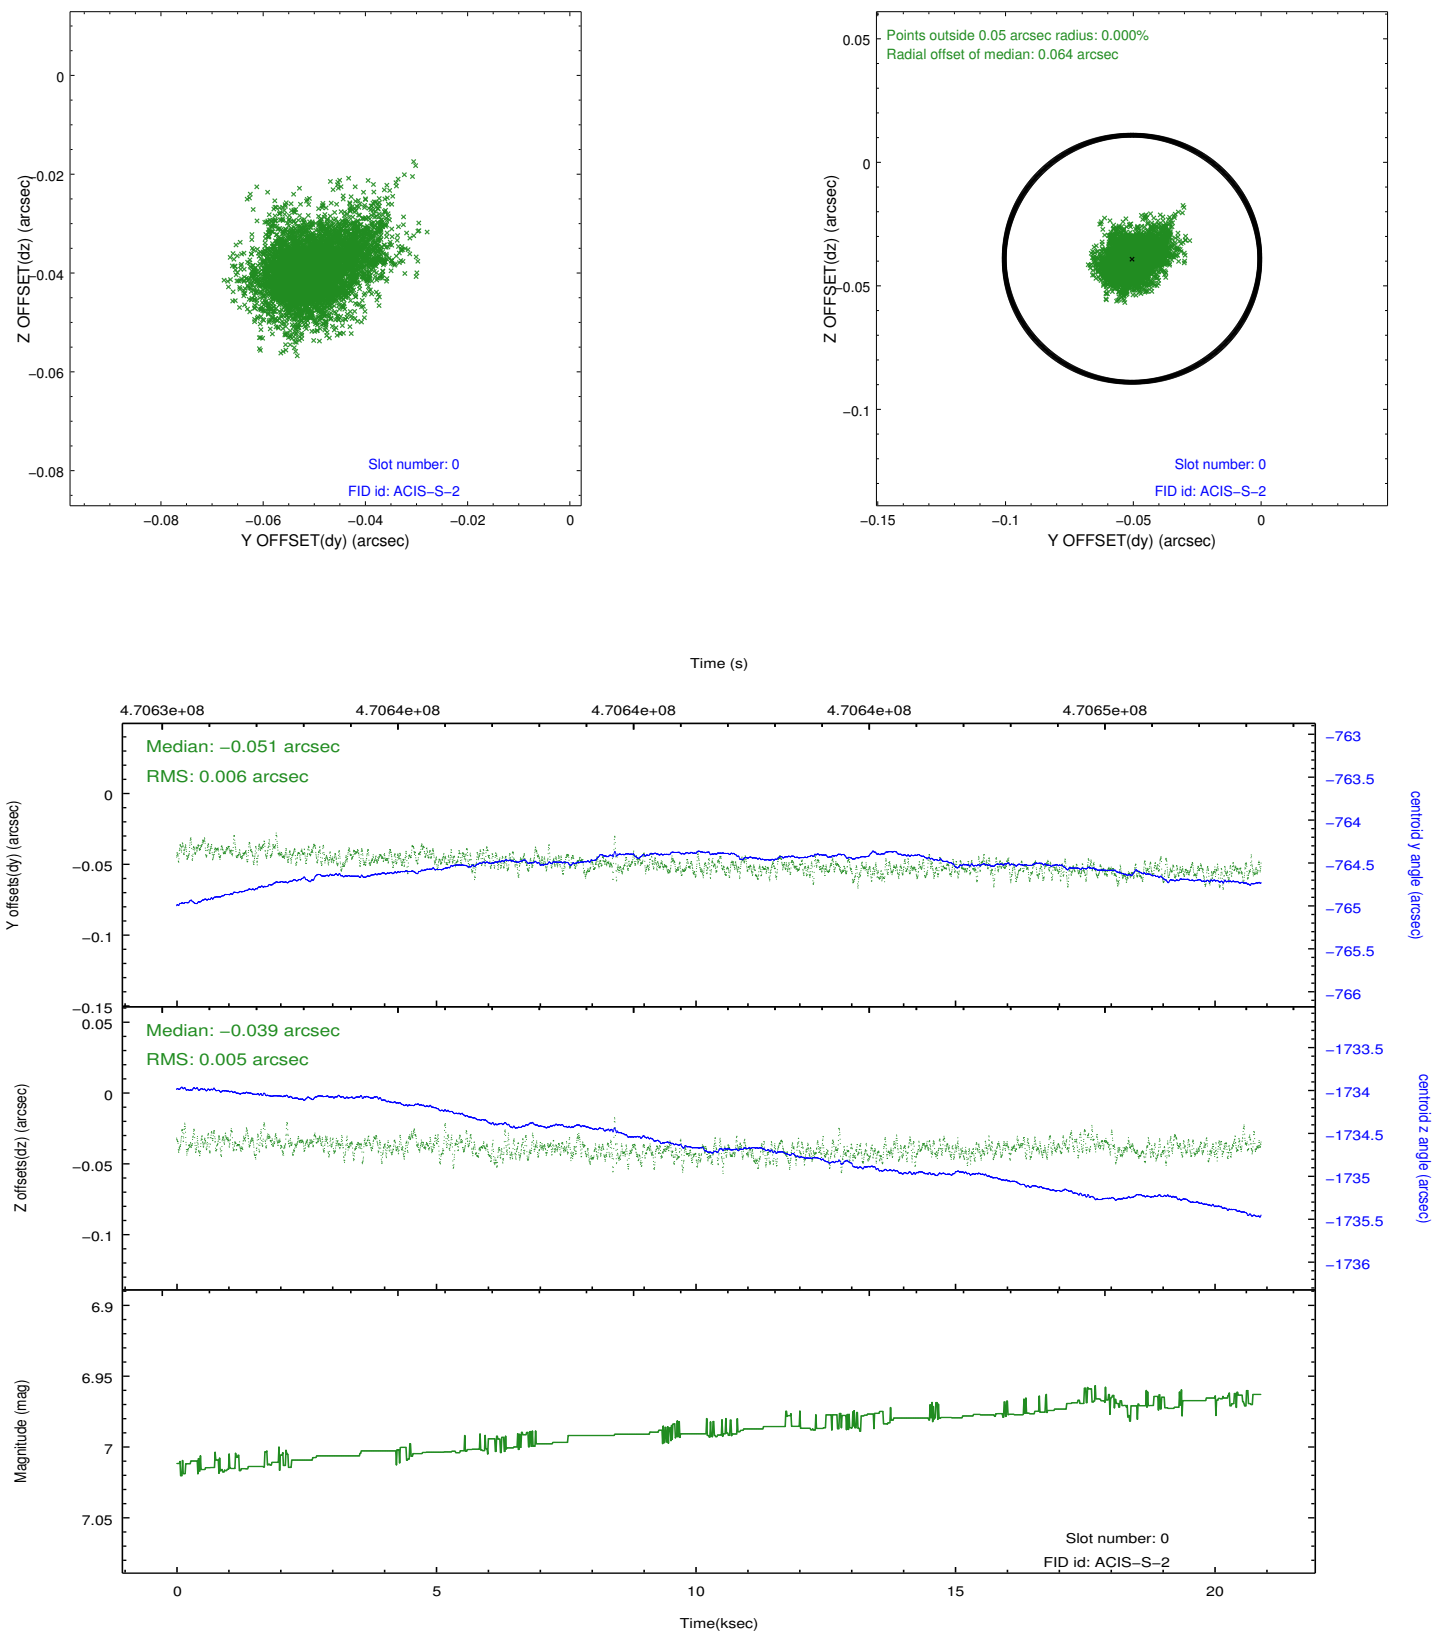 0
−0.02
−0.04
−0.06
−0.08
Z OFFSET(dz) (arcsec)
Slot number: 0
FID id: ACIS−S−2
−0.08 −0.06 −0.04 −0.02 0
Y OFFSET(dy) (arcsec)
Points outside 0.05 arcsec radius: 0.000%
Radial offset of median: 0.064 arcsec
0.05
0
−0.05
−0.1
Z OFFSET(dz) (arcsec)
Slot number: 0
FID id: ACIS−S−2
−0.15 −0.1 −0.05 0
Y OFFSET(dy) (arcsec)
Time (s)
4.7063e+08 4.7064e+08 4.7064e+08 4.7064e+08 4.7065e+08
Median: −0.051 arcsec
RMS: 0.006 arcsec
0
−0.05
−0.1
−0.15
Y offsets(dy) (arcsec)
−763
−763.5
−764
−764.5
−765
−765.5
−766
centroid y angle (arcsec)
Median: −0.039 arcsec
RMS: 0.005 arcsec
0.05
0
−0.05
−0.1
Z offsets(dz) (arcsec)
−1733.5
−1734
−1734.5
−1735
−1735.5
−1736
centroid z angle (arcsec)
6.9
6.95
7
7.05
Magnitude (mag)
Slot number: 0
FID id: ACIS−S−2
0 5 10 15 20
Time(ksec)